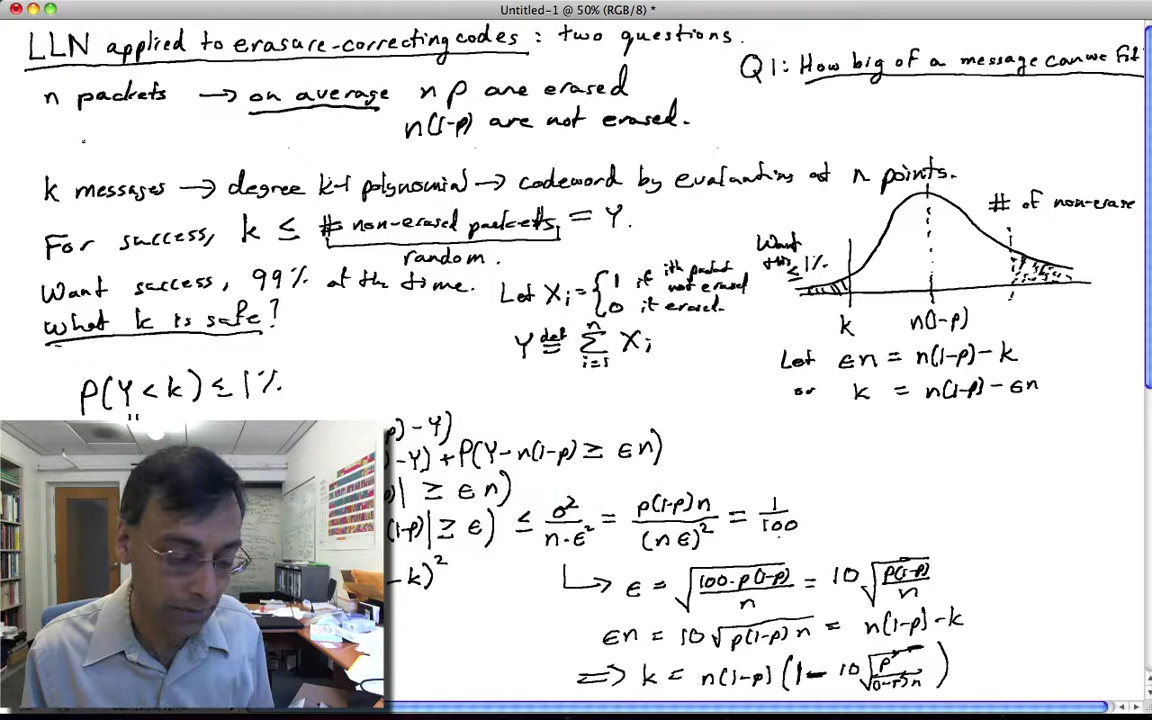 Untitled-1 @ 50% (RGB/8) *
LLN applied to erasure-correcting codes : two questions.
Q1: How big of a message can we fit
n packets → on average n p are erased
n(1-p) are not erased.
k messages → degree k-1 polynomial → codeword by evaluating at n points.
# of non-erase
For success, k ≤ # non-erased packets = Y.
random.
Want this ≤ 1%
Want success, 99% of the time.
Let Xi = { 1 if ith packet not erased
0 if erased.
What k is safe?
k n(1-p)
Y def= Σ i=1 n Xi
Let εn = n(1-p) - k
or k = n(1-p) - εn
P(Y < k) ≤ 1%
p) - Y)
- Y) + P(Y - n(1-p) ≥ εn)
p)| ≥ εn)
(1-p)| ≥ ε) ≤ σ²/(n·ε²) = p(1-p)n/(nε)² = 1/100
- k)²
↳ ε = √(100·p(1-p)/n) = 10√(p(1-p)/n)
εn = 10√(p(1-p)n) = n(1-p) - k
⇒ k = n(1-p) (1 - 10√(p/((1-p)n)))